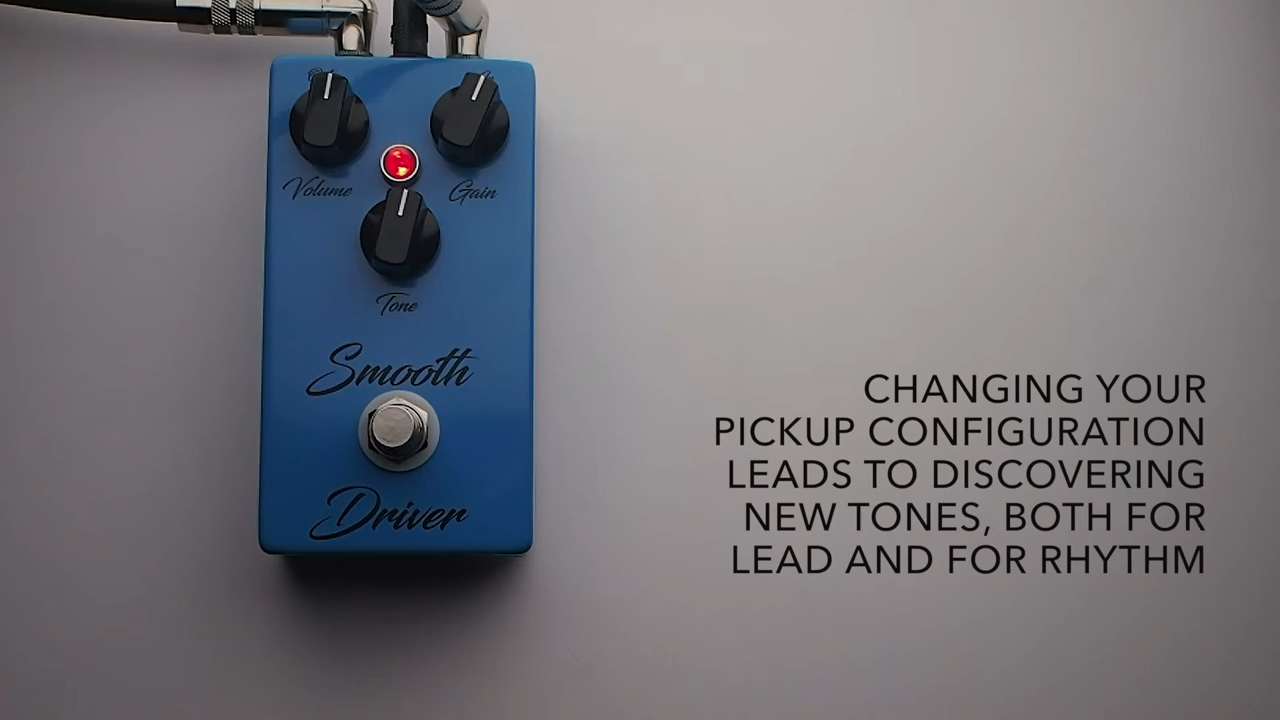 Volume
Gain
Tone
Smooth
Driver
CHANGING YOUR
PICKUP CONFIGURATION
LEADS TO DISCOVERING
NEW TONES, BOTH FOR
LEAD AND FOR RHYTHM